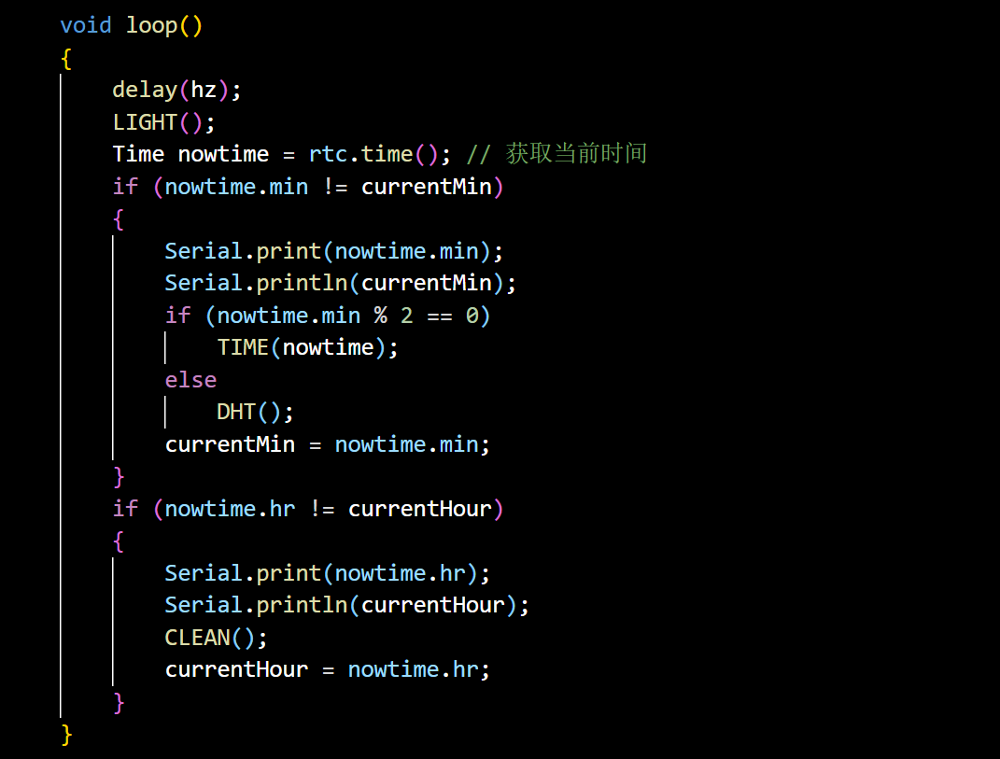 void loop()
{
    delay(hz);
    LIGHT();
    Time nowtime = rtc.time(); // 获取当前时间
    if (nowtime.min != currentMin)
    {
        Serial.print(nowtime.min);
        Serial.println(currentMin);
        if (nowtime.min % 2 == 0)
            TIME(nowtime);
        else
            DHT();
        currentMin = nowtime.min;
    }
    if (nowtime.hr != currentHour)
    {
        Serial.print(nowtime.hr);
        Serial.println(currentHour);
        CLEAN();
        currentHour = nowtime.hr;
    }
}